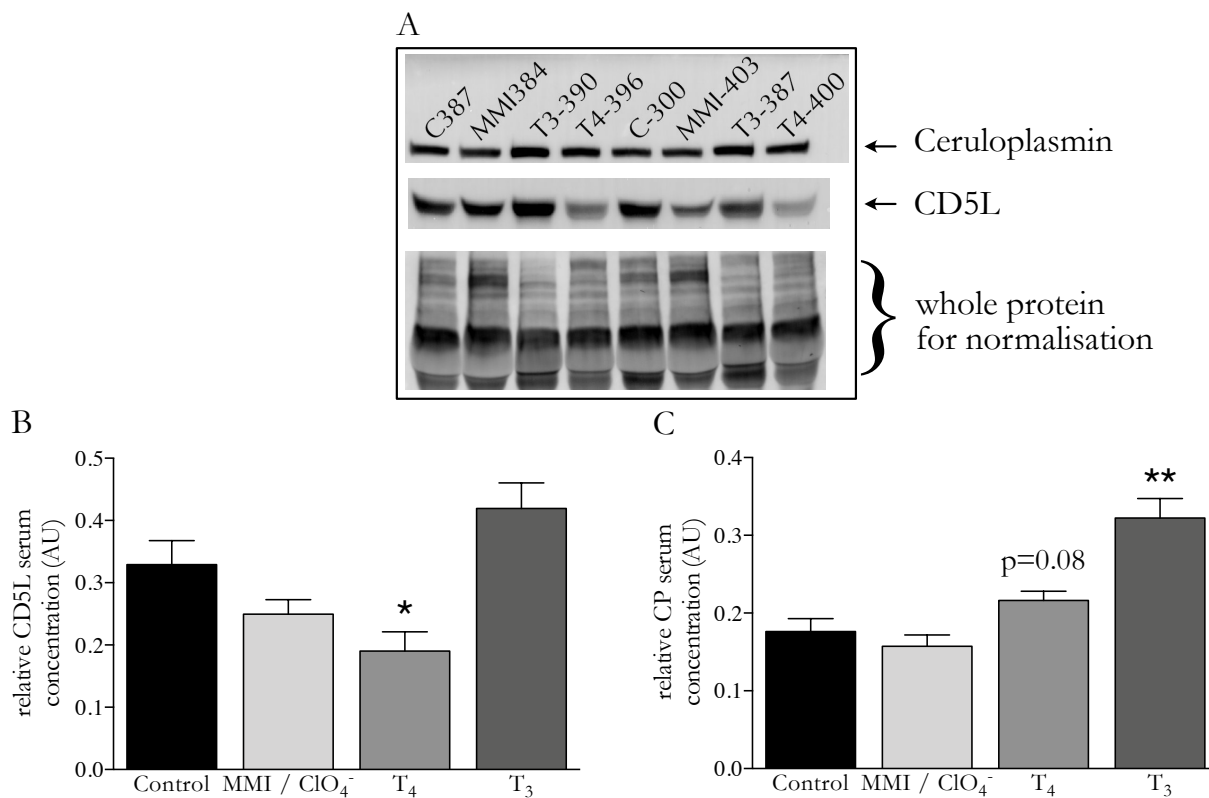 A
C387 MMI384 T3-390 T4-396 C-300 MMI-403 T3-387 T4-400
Ceruloplasmin
CD5L
whole protein
for normalisation
B
relative CD5L serum
concentration (AU)
0.5
0.4
0.3
0.2
0.1
0.0
*
Control MMI / ClO₄⁻ T₄ T₃
C
relative CP serum
concentration (AU)
0.4
0.3
0.2
0.1
0.0
p=0.08
**
Control MMI / ClO₄⁻ T₄ T₃